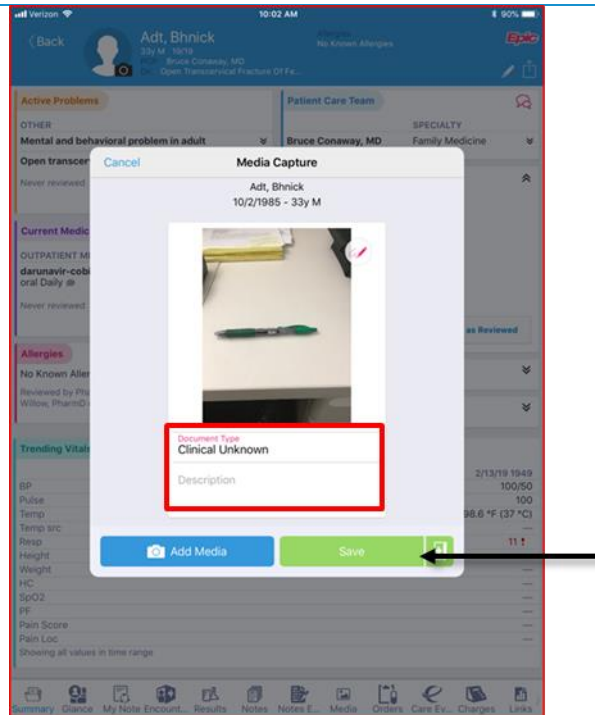 Verizon 10:02 AM 90%
Back
Adt, Bhnick
33y M
Bruce Conaway, MD
Open Transcervical Fracture Of Fe...
Allergies
No Known Allergies
Epic
Active Problems
OTHER
Mental and behavioral problem in adult
Open transcer
Never reviewed
Patient Care Team
SPECIALTY
Bruce Conaway, MD Family Medicine
Cancel Media Capture
Adt, Bhnick
10/2/1985 - 33y M
Current Medic
OUTPATIENT ME
darunavir-cobi
oral Daily
Never reviewed
as Reviewed
Allergies
No Known Aller
Reviewed by Pha
Willow, PharmD
Document Type
Clinical Unknown
Description
Add Media Save
Trending Vitals
2/13/19 1949
BP 100/50
Pulse 100
Temp 98.6 °F (37 °C)
Temp src —
Resp 11 !
Height —
Weight —
HC —
SpO2 —
PF —
Pain Score —
Pain Loc —
Showing all values in time range
Summary Glance My Note Encount... Results Notes Notes E... Media Orders Care Ev... Charges Links